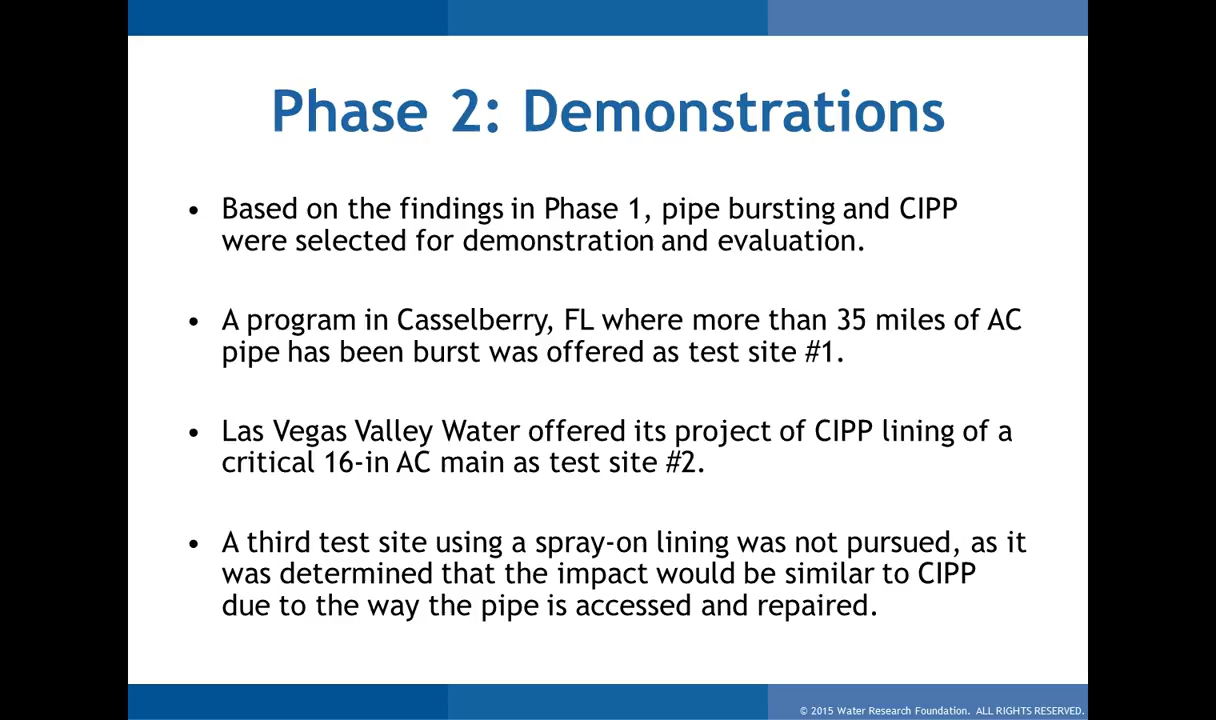 Phase 2: Demonstrations
• Based on the findings in Phase 1, pipe bursting and CIPP
were selected for demonstration and evaluation.
• A program in Casselberry, FL where more than 35 miles of AC
pipe has been burst was offered as test site #1.
• Las Vegas Valley Water offered its project of CIPP lining of a
critical 16-in AC main as test site #2.
• A third test site using a spray-on lining was not pursued, as it
was determined that the impact would be similar to CIPP
due to the way the pipe is accessed and repaired.
© 2015 Water Research Foundation. ALL RIGHTS RESERVED.